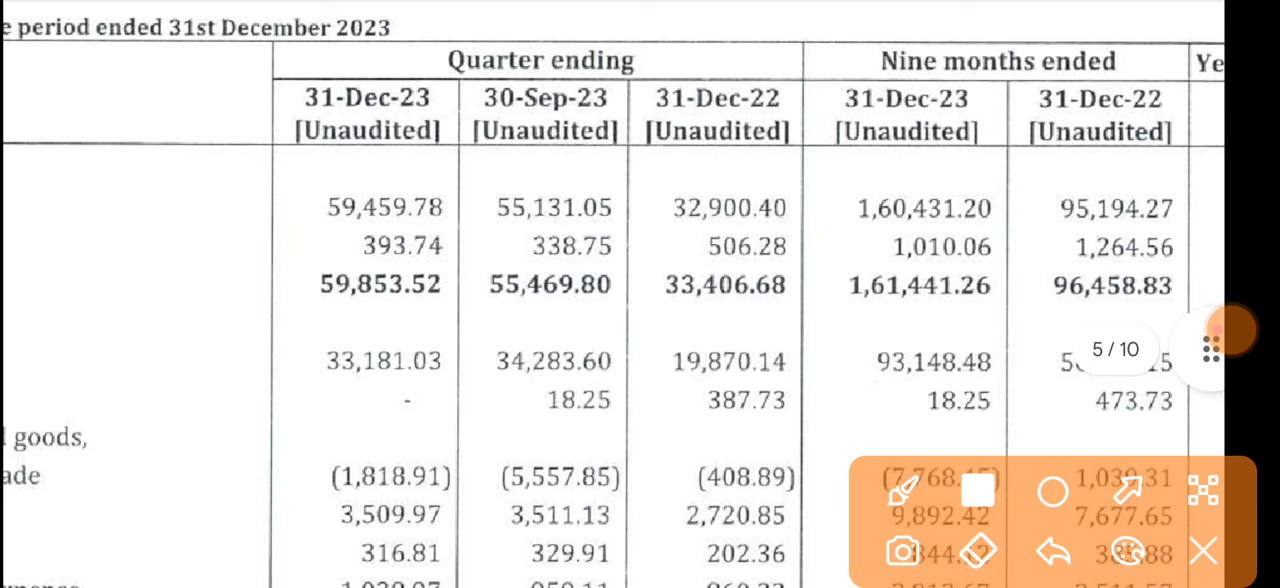 e period ended 31st December 2023
Quarter ending Nine months ended Ye
31-Dec-23 30-Sep-23 31-Dec-22 31-Dec-23 31-Dec-22
[Unaudited] [Unaudited] [Unaudited] [Unaudited] [Unaudited]
59,459.78 55,131.05 32,900.40 1,60,431.20 95,194.27
393.74 338.75 506.28 1,010.06 1,264.56
59,853.52 55,469.80 33,406.68 1,61,441.26 96,458.83
5 / 10
33,181.03 34,283.60 19,870.14 93,148.48
- 18.25 387.73 18.25 473.73
goods,
ade (1,818.91) (5,557.85) (408.89)
3,509.97 3,511.13 2,720.85 9,892.42 7,677.65
316.81 329.91 202.36